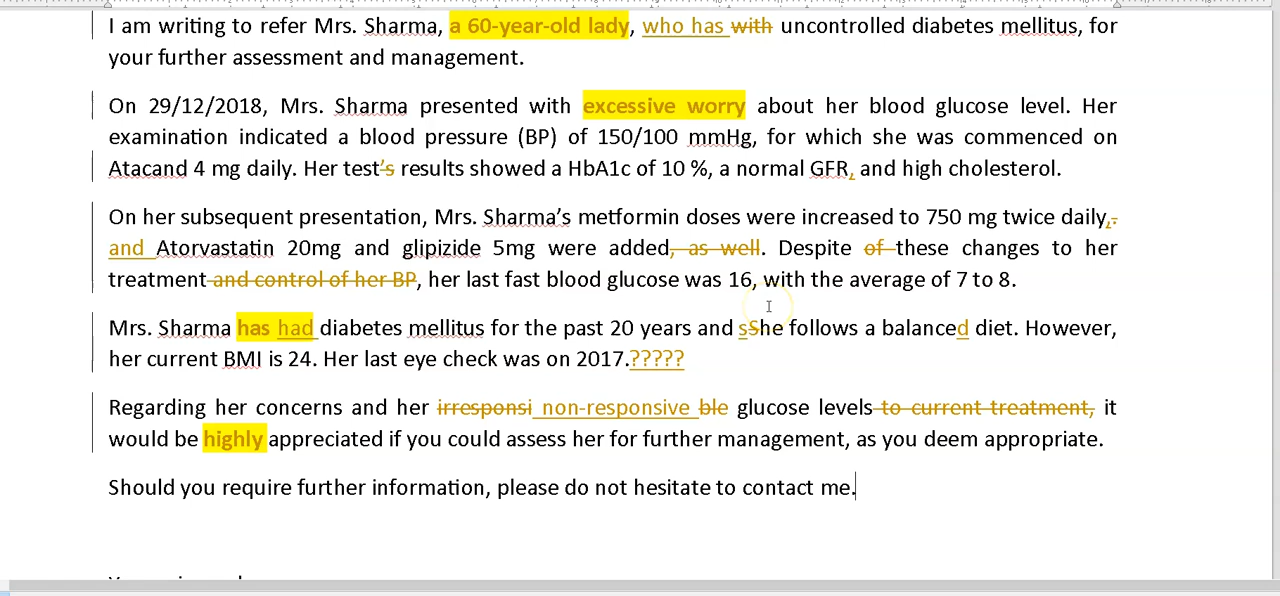 I am writing to refer Mrs. Sharma, a 60-year-old lady, who has with uncontrolled diabetes mellitus, for
your further assessment and management.
On 29/12/2018, Mrs. Sharma presented with excessive worry about her blood glucose level. Her
examination indicated a blood pressure (BP) of 150/100 mmHg, for which she was commenced on
Atacand 4 mg daily. Her test's results showed a HbA1c of 10 %, a normal GFR, and high cholesterol.
On her subsequent presentation, Mrs. Sharma's metformin doses were increased to 750 mg twice daily,.
and Atorvastatin 20mg and glipizide 5mg were added, as well. Despite of these changes to her
treatment and control of her BP, her last fast blood glucose was 16, with the average of 7 to 8.
Mrs. Sharma has had diabetes mellitus for the past 20 years and sShe follows a balanced diet. However,
her current BMI is 24. Her last eye check was on 2017.?????
Regarding her concerns and her irresponsi non-responsive ble glucose levels to current treatment, it
would be highly appreciated if you could assess her for further management, as you deem appropriate.
Should you require further information, please do not hesitate to contact me.